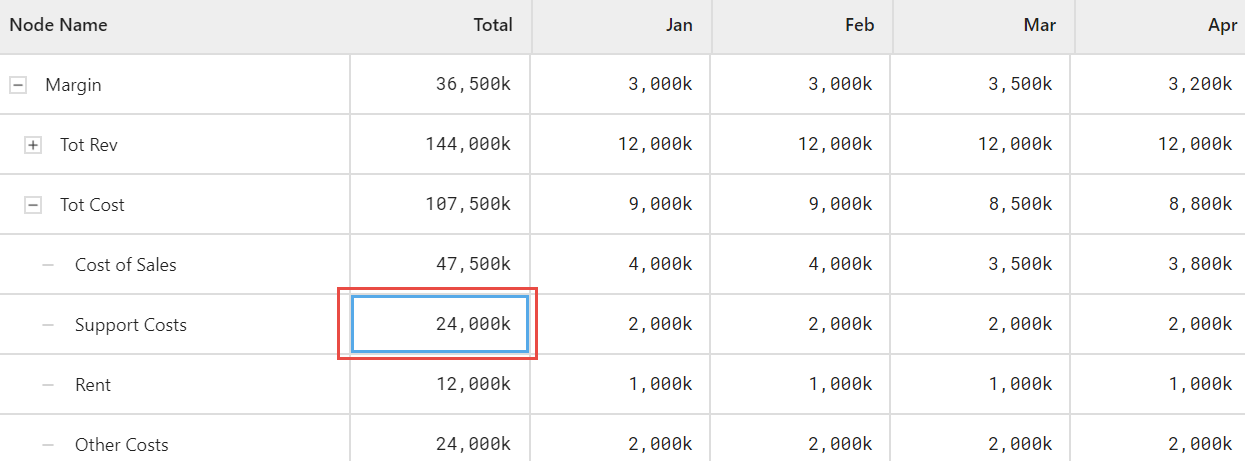 Node Name Total Jan Feb Mar Apr
Margin 36,500k 3,000k 3,000k 3,500k 3,200k
Tot Rev 144,000k 12,000k 12,000k 12,000k 12,000k
Tot Cost 107,500k 9,000k 9,000k 8,500k 8,800k
Cost of Sales 47,500k 4,000k 4,000k 3,500k 3,800k
Support Costs 24,000k 2,000k 2,000k 2,000k 2,000k
Rent 12,000k 1,000k 1,000k 1,000k 1,000k
Other Costs 24,000k 2,000k 2,000k 2,000k 2,000k